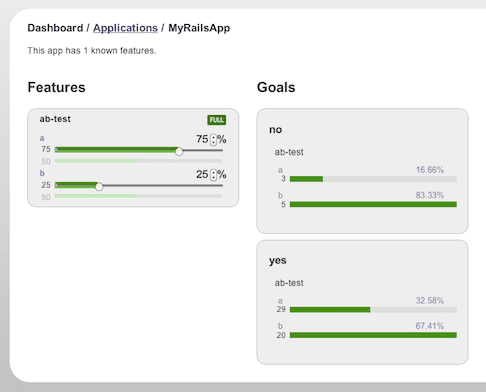 Dashboard / Applications / MyRailsApp
This app has 1 known features.
Features
ab-test FULL
a 75 %
75
50
b 25 %
25
50
Goals
no
ab-test
a 16.66%
3
b 83.33%
5
yes
ab-test
a 32.58%
29
b 67.41%
20